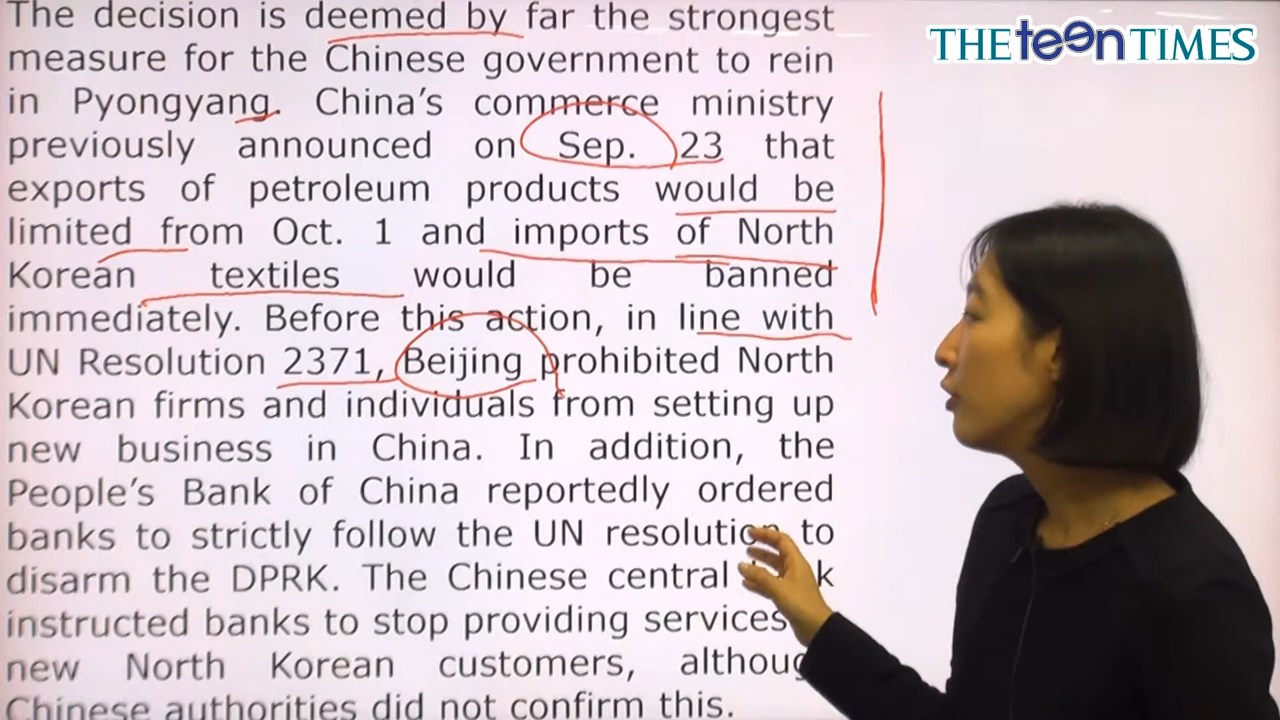 THE teen TIMES
The decision is deemed by far the strongest
measure for the Chinese government to rein
in Pyongyang. China's commerce ministry
previously announced on Sep. 23 that
exports of petroleum products would be
limited from Oct. 1 and imports of North
Korean textiles would be banned
immediately. Before this action, in line with
UN Resolution 2371, Beijing prohibited North
Korean firms and individuals from setting up
new business in China. In addition, the
People's Bank of China reportedly ordered
banks to strictly follow the UN resolution to
disarm the DPRK. The Chinese central
instructed banks to stop providing services
new North Korean customers,
Chinese authorities did not confirm this.